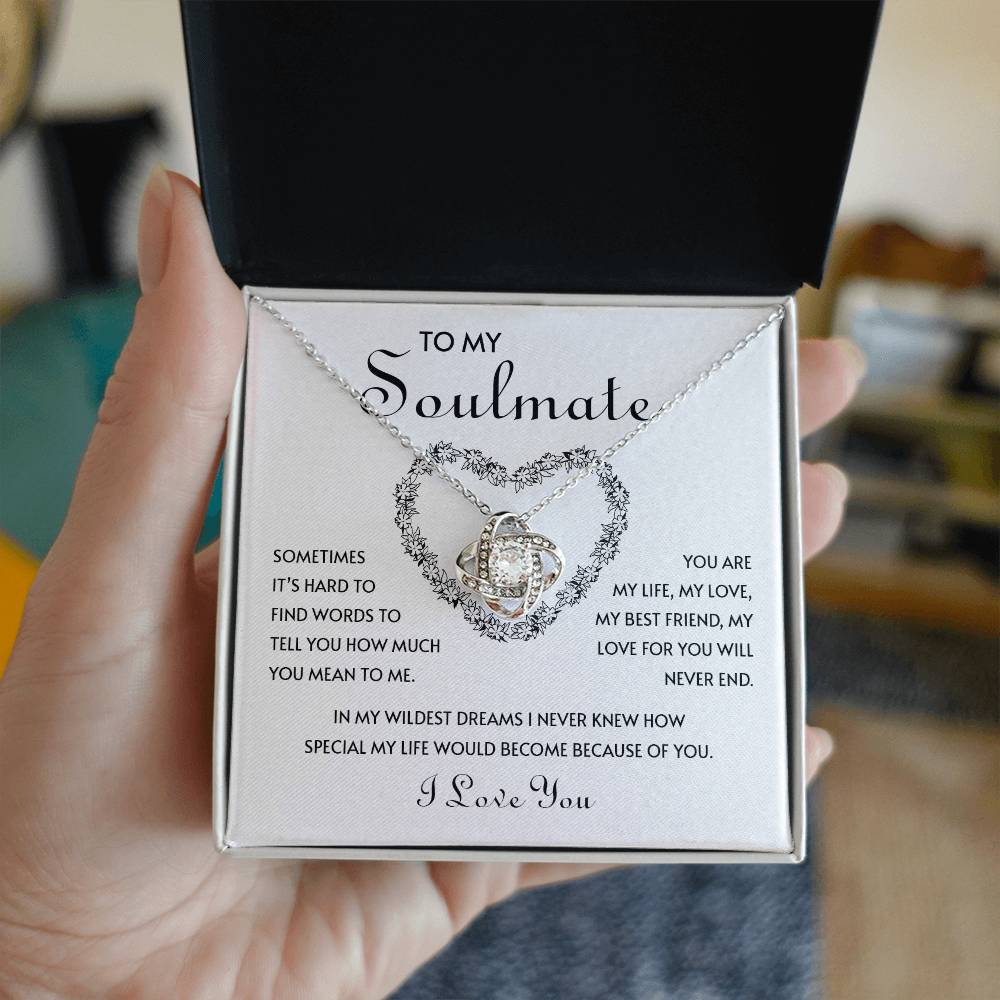 TO MY
Soulmate
SOMETIMES
IT'S HARD TO
FIND WORDS TO
TELL YOU HOW MUCH
YOU MEAN TO ME.
YOU ARE
MY LIFE, MY LOVE,
MY BEST FRIEND, MY
LOVE FOR YOU WILL
NEVER END.
IN MY WILDEST DREAMS I NEVER KNEW HOW
SPECIAL MY LIFE WOULD BECOME BECAUSE OF YOU.
I Love You